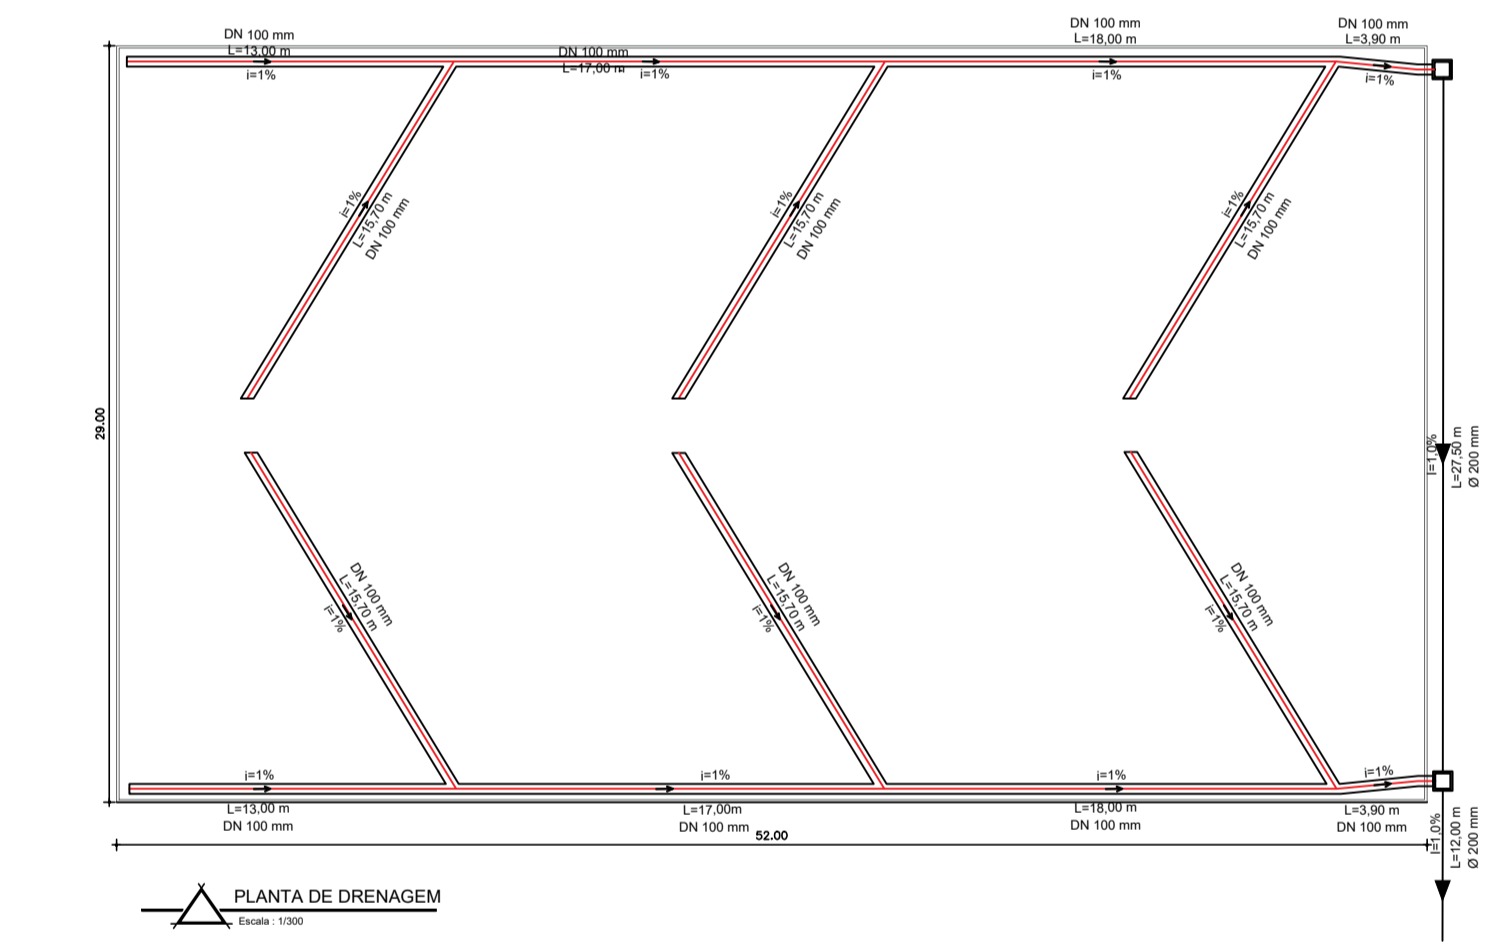 DN 100 mm
L=13,00 m
i=1%
DN 100 mm
L=17,00 m
i=1%
DN 100 mm
L=18,00 m
i=1%
DN 100 mm
L=3,90 m
i=1%
i=1%
L=15,70 m
DN 100 mm
i=1%
L=15,70 m
DN 100 mm
i=1%
L=15,70 m
DN 100 mm
29.00
I=1,0%
L=27,50 m
Ø 200 mm
DN 100 mm
L=15,70 m
i=1%
DN 100 mm
L=15,70 m
i=1%
DN 100 mm
L=15,70 m
i=1%
i=1%
L=13,00 m
DN 100 mm
i=1%
L=17,00m
DN 100 mm
i=1%
L=18,00 m
DN 100 mm
i=1%
L=3,90 m
DN 100 mm
52.00
I=1,0%
L=12,00 m
Ø 200 mm
PLANTA DE DRENAGEM
Escala : 1/300